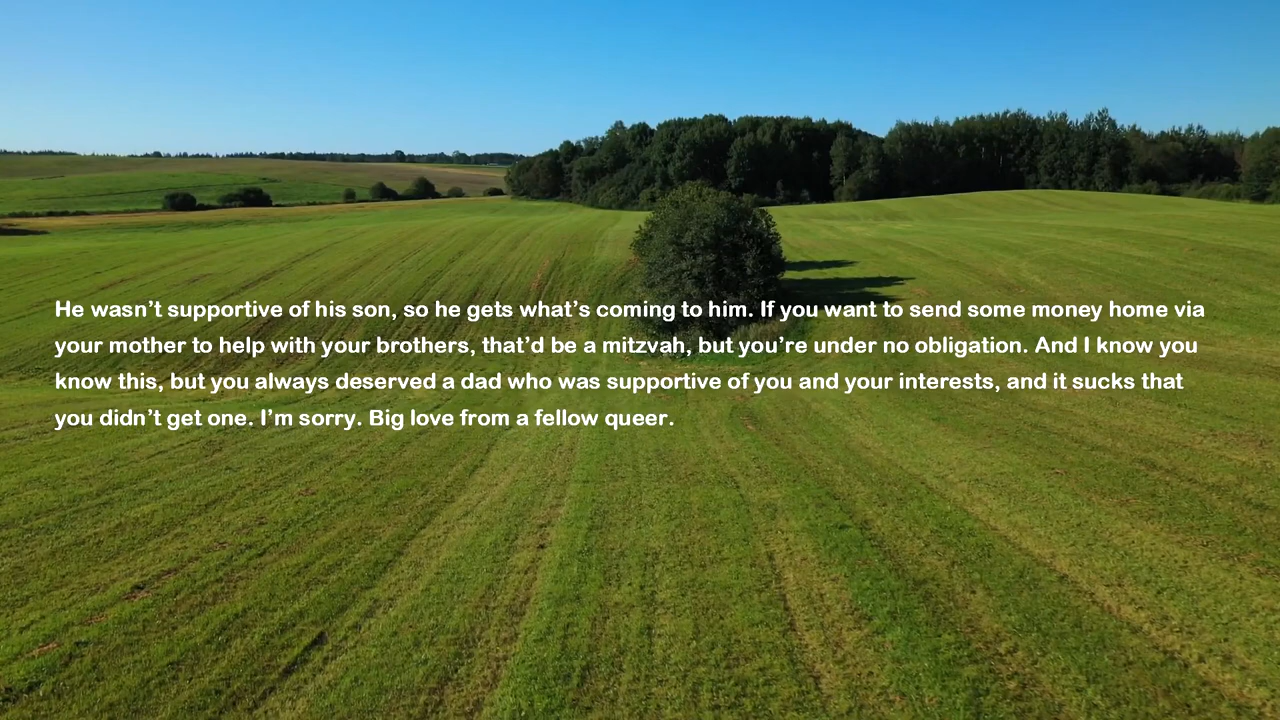 He wasn’t supportive of his son, so he gets what’s coming to him. If you want to send some money home via
your mother to help with your brothers, that’d be a mitzvah, but you’re under no obligation. And I know you
know this, but you always deserved a dad who was supportive of you and your interests, and it sucks that
you didn’t get one. I’m sorry. Big love from a fellow queer.